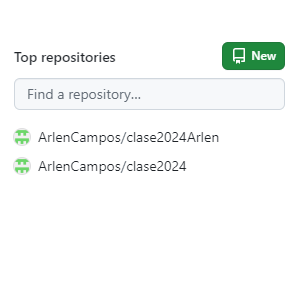 Top repositories
New
Find a repository...
ArlenCampos/clase2024Arlen
ArlenCampos/clase2024